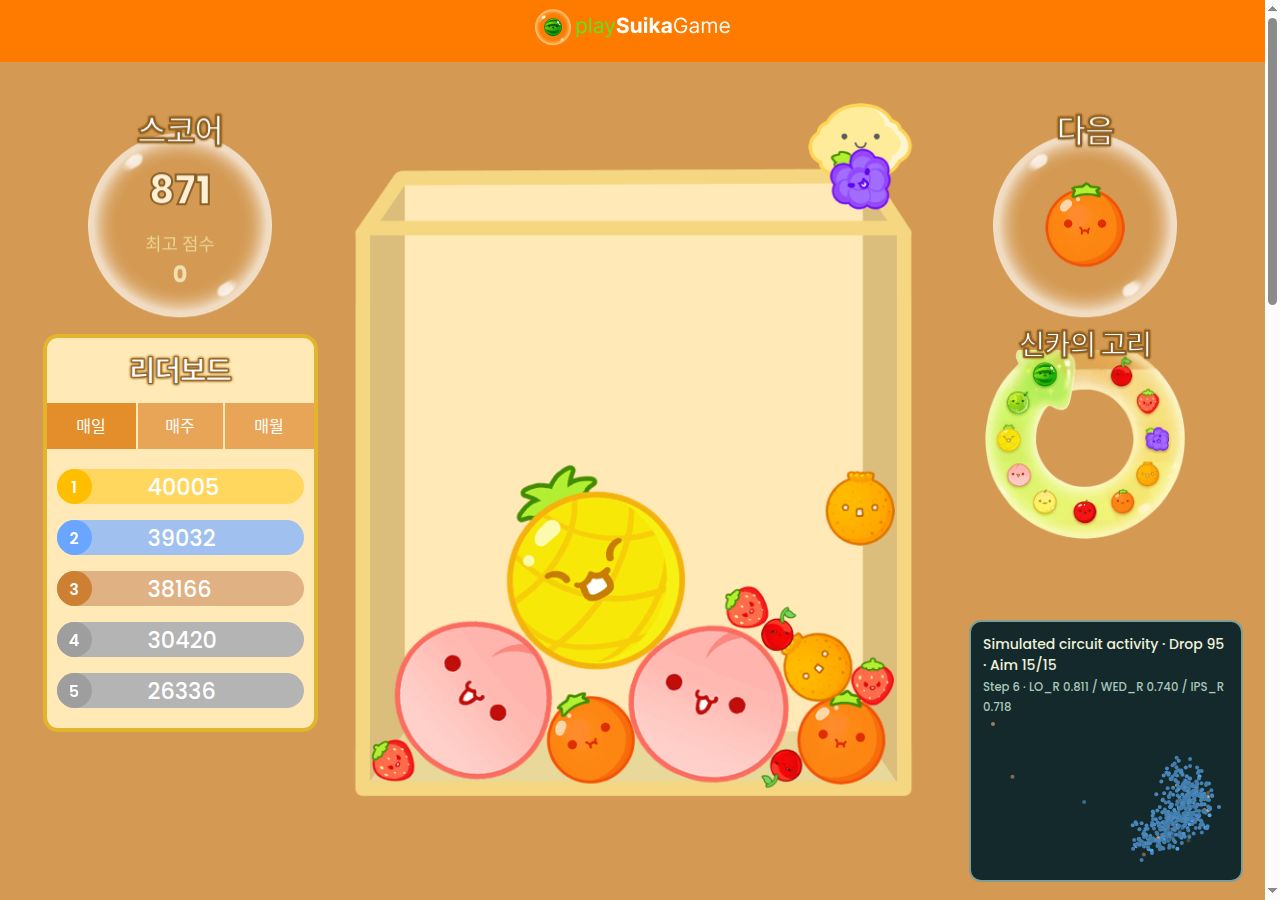 playSuikaGame
스코어
871
최고 점수
0
다음
신카의 고리
리더보드
매일 매주 매월
1 40005
2 39032
3 38166
4 30420
5 26336
Simulated circuit activity · Drop 95
· Aim 15/15
Step 6 · LO_R 0.811 / WED_R 0.740 / IPS_R
0.718